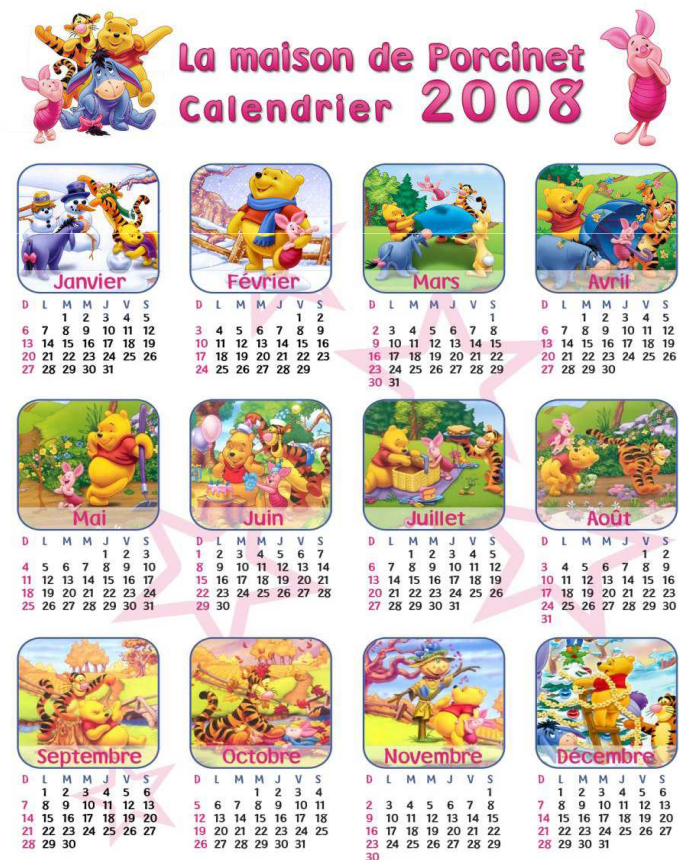 La maison de Porcinet
Calendrier 2008
Janvier
D L M M J V S
1 2 3 4 5
6 7 8 9 10 11 12
13 14 15 16 17 18 19
20 21 22 23 24 25 26
27 28 29 30 31
Février
D L M M J V S
1 2
3 4 5 6 7 8 9
10 11 12 13 14 15 16
17 18 19 20 21 22 23
24 25 26 27 28 29
Mars
D L M M J V S
1
2 3 4 5 6 7 8
9 10 11 12 13 14 15
16 17 18 19 20 21 22
23 24 25 26 27 28 29
30 31
Avril
D L M M J V S
1 2 3 4 5
6 7 8 9 10 11 12
13 14 15 16 17 18 19
20 21 22 23 24 25 26
27 28 29 30
Mai
D L M M J V S
1 2 3
4 5 6 7 8 9 10
11 12 13 14 15 16 17
18 19 20 21 22 23 24
25 26 27 28 29 30 31
Juin
D L M M J V S
1 2 3 4 5 6 7
8 9 10 11 12 13 14
15 16 17 18 19 20 21
22 23 24 25 26 27 28
29 30
Juillet
D L M M J V S
1 2 3 4 5
6 7 8 9 10 11 12
13 14 15 16 17 18 19
20 21 22 23 24 25 26
27 28 29 30 31
Août
D L M M J V S
1 2
3 4 5 6 7 8 9
10 11 12 13 14 15 16
17 18 19 20 21 22 23
24 25 26 27 28 29 30
31
Septembre
D L M M J V S
1 2 3 4 5 6
7 8 9 10 11 12 13
14 15 16 17 18 19 20
21 22 23 24 25 26 27
28 29 30
Octobre
D L M M J V S
1 2 3 4
5 6 7 8 9 10 11
12 13 14 15 16 17 18
19 20 21 22 23 24 25
26 27 28 29 30 31
Novembre
D L M M J V S
1
2 3 4 5 6 7 8
9 10 11 12 13 14 15
16 17 18 19 20 21 22
23 24 25 26 27 28 29
30
Décembre
D L M M J V S
1 2 3 4 5 6
7 8 9 10 11 12 13
14 15 16 17 18 19 20
21 22 23 24 25 26 27
28 29 30 31